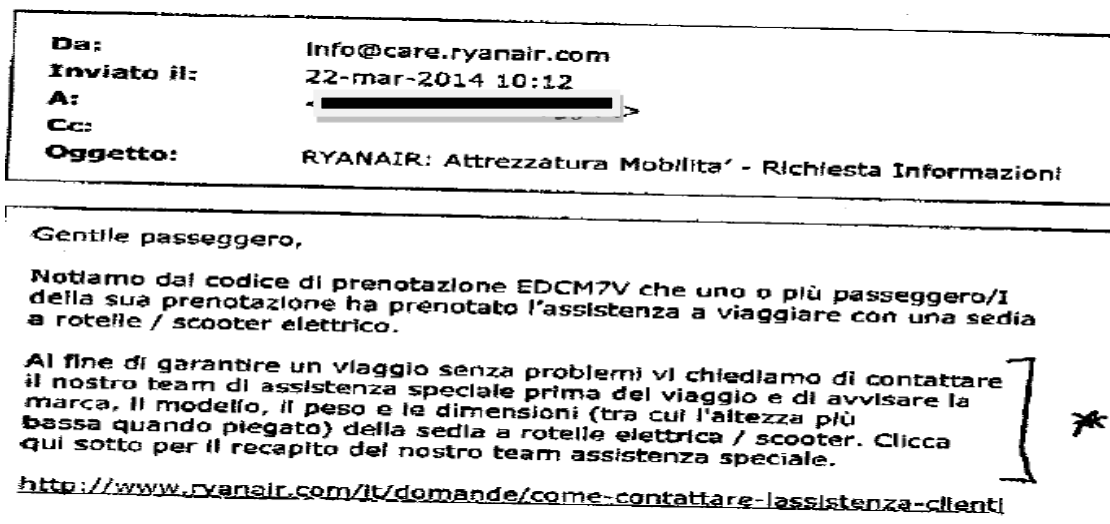 Da: info@care.ryanair.com
Inviato il: 22-mar-2014 10:12
A: < >
Cc:
Oggetto: RYANAIR: Attrezzatura Mobilita' - Richiesta Informazioni
Gentile passeggero,
Notiamo dal codice di prenotazione EDCM7V che uno o più passeggero/i
della sua prenotazione ha prenotato l'assistenza a viaggiare con una sedia
a rotelle / scooter elettrico.
Al fine di garantire un viaggio senza problemi vi chiediamo di contattare
il nostro team di assistenza speciale prima del viaggio e di avvisare la
marca, il modello, il peso e le dimensioni (tra cui l'altezza più
bassa quando piegato) della sedia a rotelle elettrica / scooter. Clicca
qui sotto per il recapito del nostro team assistenza speciale.
http://www.ryanair.com/it/domande/come-contattare-lassistenza-clienti